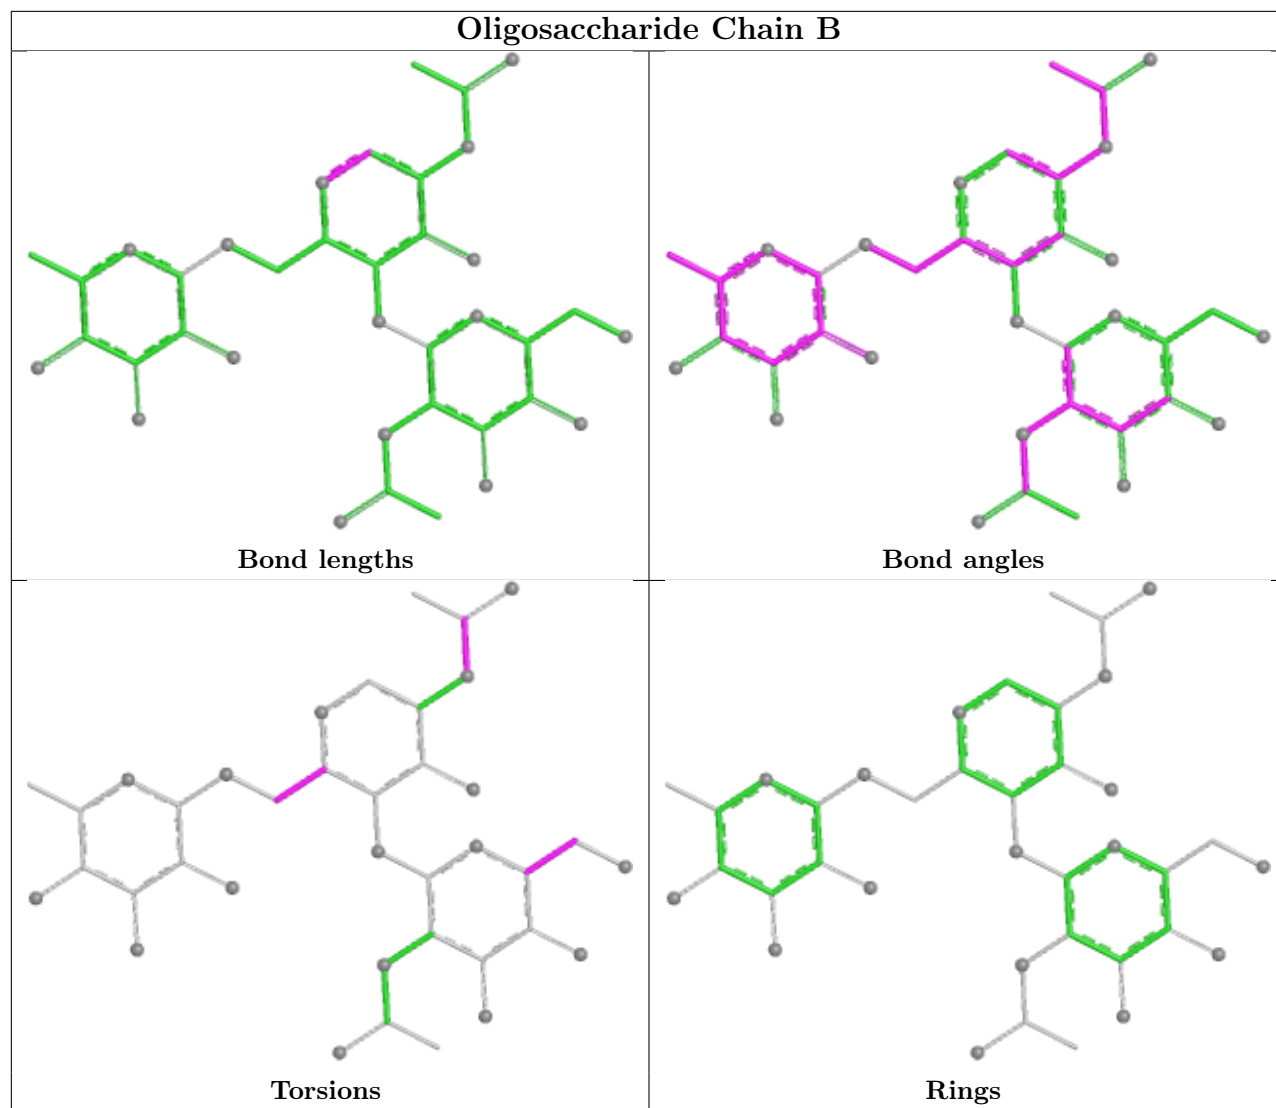 Oligosaccharide Chain B
Bond lengths
Bond angles
Torsions
Rings